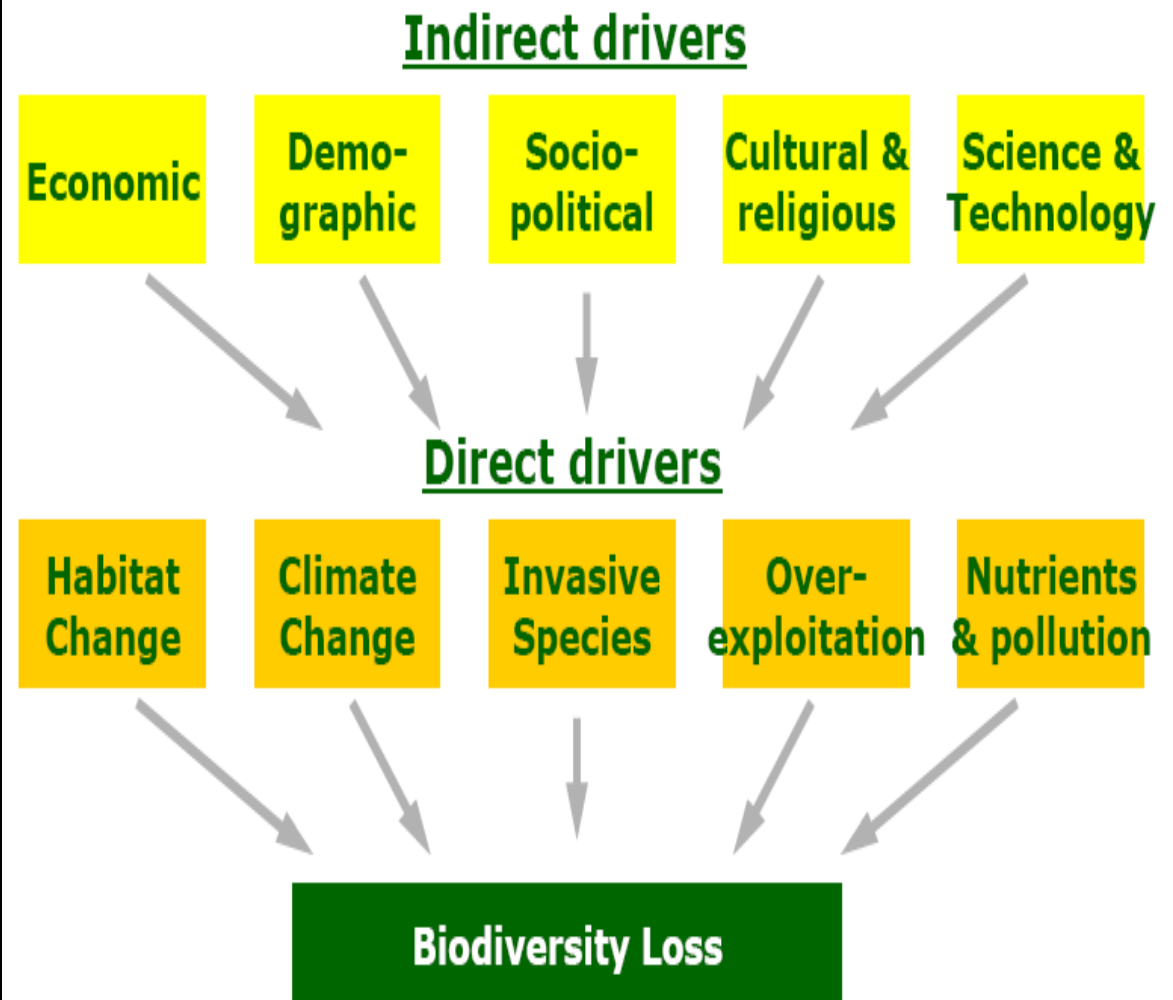 Indirect drivers
Economic
Demo-
graphic
Socio-
political
Cultural &
religious
Science &
Technology
Direct drivers
Habitat
Change
Climate
Change
Invasive
Species
Over-
exploitation
Nutrients
& pollution
Biodiversity Loss